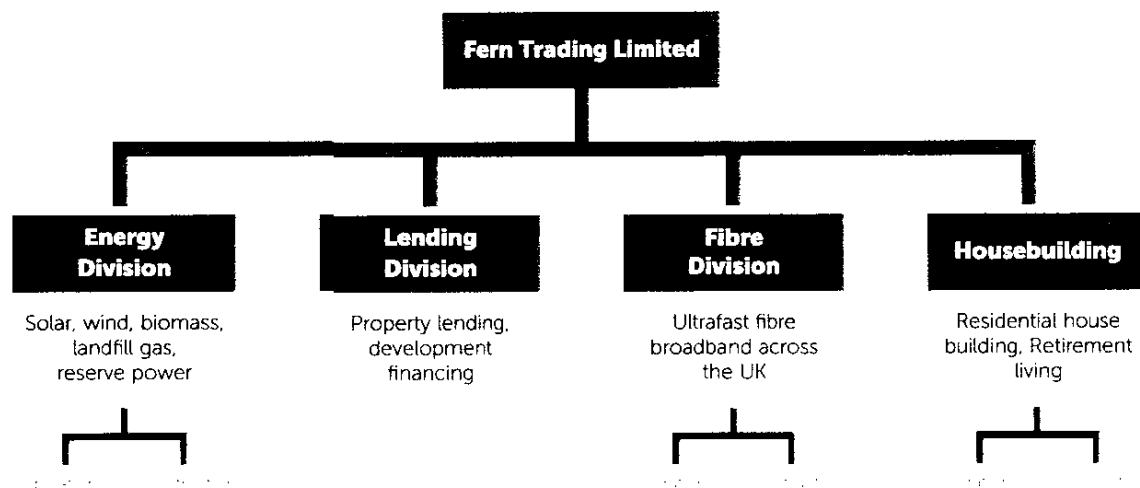 Fern Trading Limited
Energy
Division
Lending
Division
Fibre
Division
Housebuilding
Solar, wind, biomass,
landfill gas,
reserve power
Property lending,
development
financing
Ultrafast fibre
broadband across
the UK
Residential house
building, Retirement
living